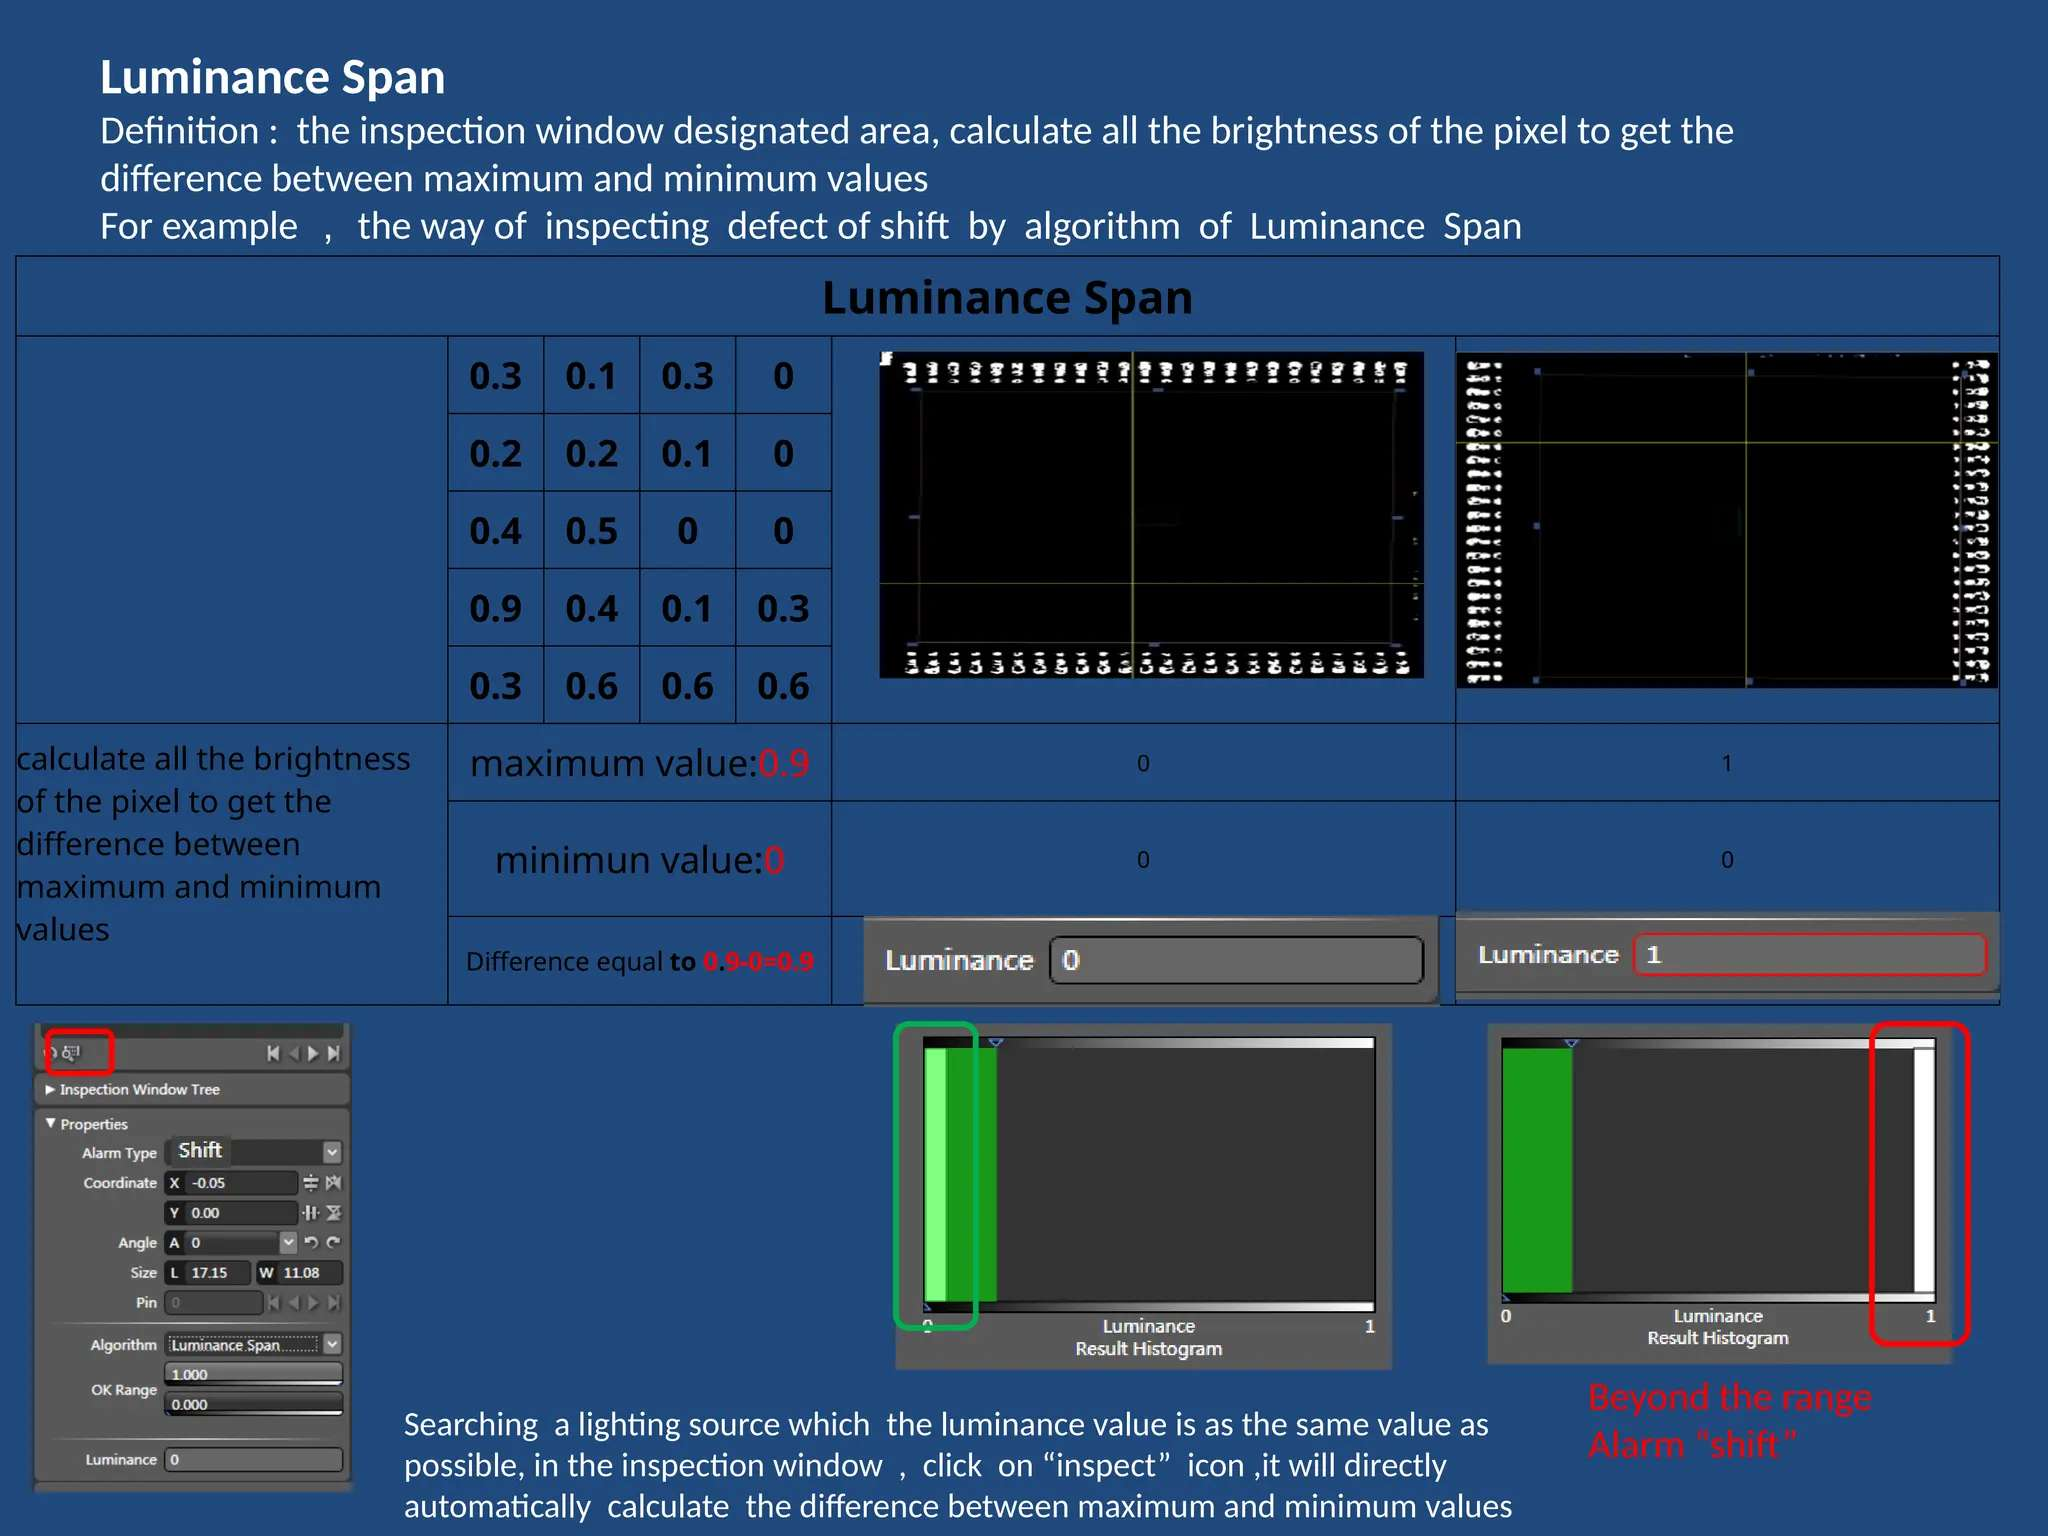 Luminance Span
Definition :  the inspection window designated area, calculate all the brightness of the pixel to get the
difference between maximum and minimum values
For example ， the way of inspecting defect of shift by algorithm of Luminance Span
Luminance Span
0.3 0.1 0.3 0
0.2 0.2 0.1 0
0.4 0.5 0 0
0.9 0.4 0.1 0.3
0.3 0.6 0.6 0.6
calculate all the brightness
of the pixel to get the
difference between
maximum and minimum
values
maximum value:0.9 0 1
minimun value:0 0 0
Difference equal to 0.9-0=0.9
Luminance 0
Luminance 1
Inspection Window Tree
Properties
Alarm Type Shift
Coordinate X -0.05
Y 0.00
Angle A 0
Size L 17.15 W 11.08
Pin 0
Algorithm Luminance Span
OK Range 1.000
0.000
Luminance 0
0 Luminance 1
Result Histogram
0 Luminance 1
Result Histogram
Beyond the range
Alarm “shift”
Searching a lighting source which the luminance value is as the same value as
possible, in the inspection window ， click on “inspect” icon ,it will directly
automatically calculate the difference between maximum and minimum values